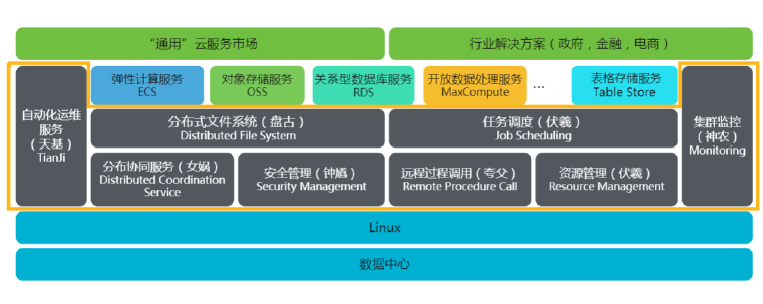 “通用”云服务市场
行业解决方案（政府，金融，电商）
自动化运维
服务
（天基）
TianJi
弹性计算服务
ECS
对象存储服务
OSS
关系型数据库服务
RDS
开放数据处理服务
MaxCompute
...
表格存储服务
Table Store
集群监控
（神农）
Monitoring
分布式文件系统（盘古）
Distributed File System
任务调度（伏羲）
Job Scheduling
分布协同服务（女娲）
Distributed Coordination
Service
安全管理（钟馗）
Security Management
远程过程调用（夸父）
Remote Procedure Call
资源管理（伏羲）
Resource Management
Linux
数据中心